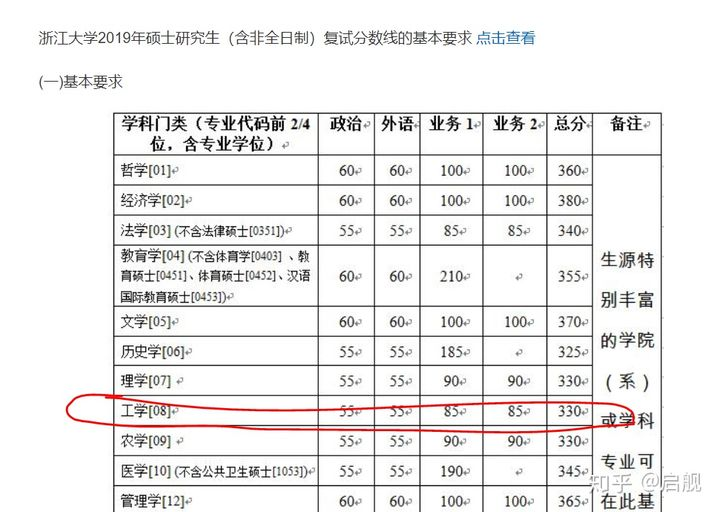 浙江大学2019年硕士研究生（含非全日制）复试分数线的基本要求 点击查看
(一)基本要求
学科门类（专业代码前 2/4 位，含专业学位） 政治 外语 业务 1 业务 2 总分 备注
哲学[01] 60 60 100 100 360
经济学[02] 60 60 100 100 380
法学[03] (不含法律硕士[0351]) 55 55 85 85 340
教育学[04] (不含体育学[0403] 、教
育硕士[0451]、体育硕士[0452]、汉语
国际教育硕士[0453]) 60 60 210 355
文学[05] 60 60 100 100 370
历史学[06] 55 55 185 325
理学[07] 55 55 90 90 330
工学[08] 55 55 85 85 330
农学[09] 55 55 90 90 330
医学[10] (不含公共卫生硕士[1053]) 55 55 190 345
管理学[12] 60 60 100 100 365
生源特
别丰富
的学院
（系）
或学科
专业可
在此基
知乎 @启舰